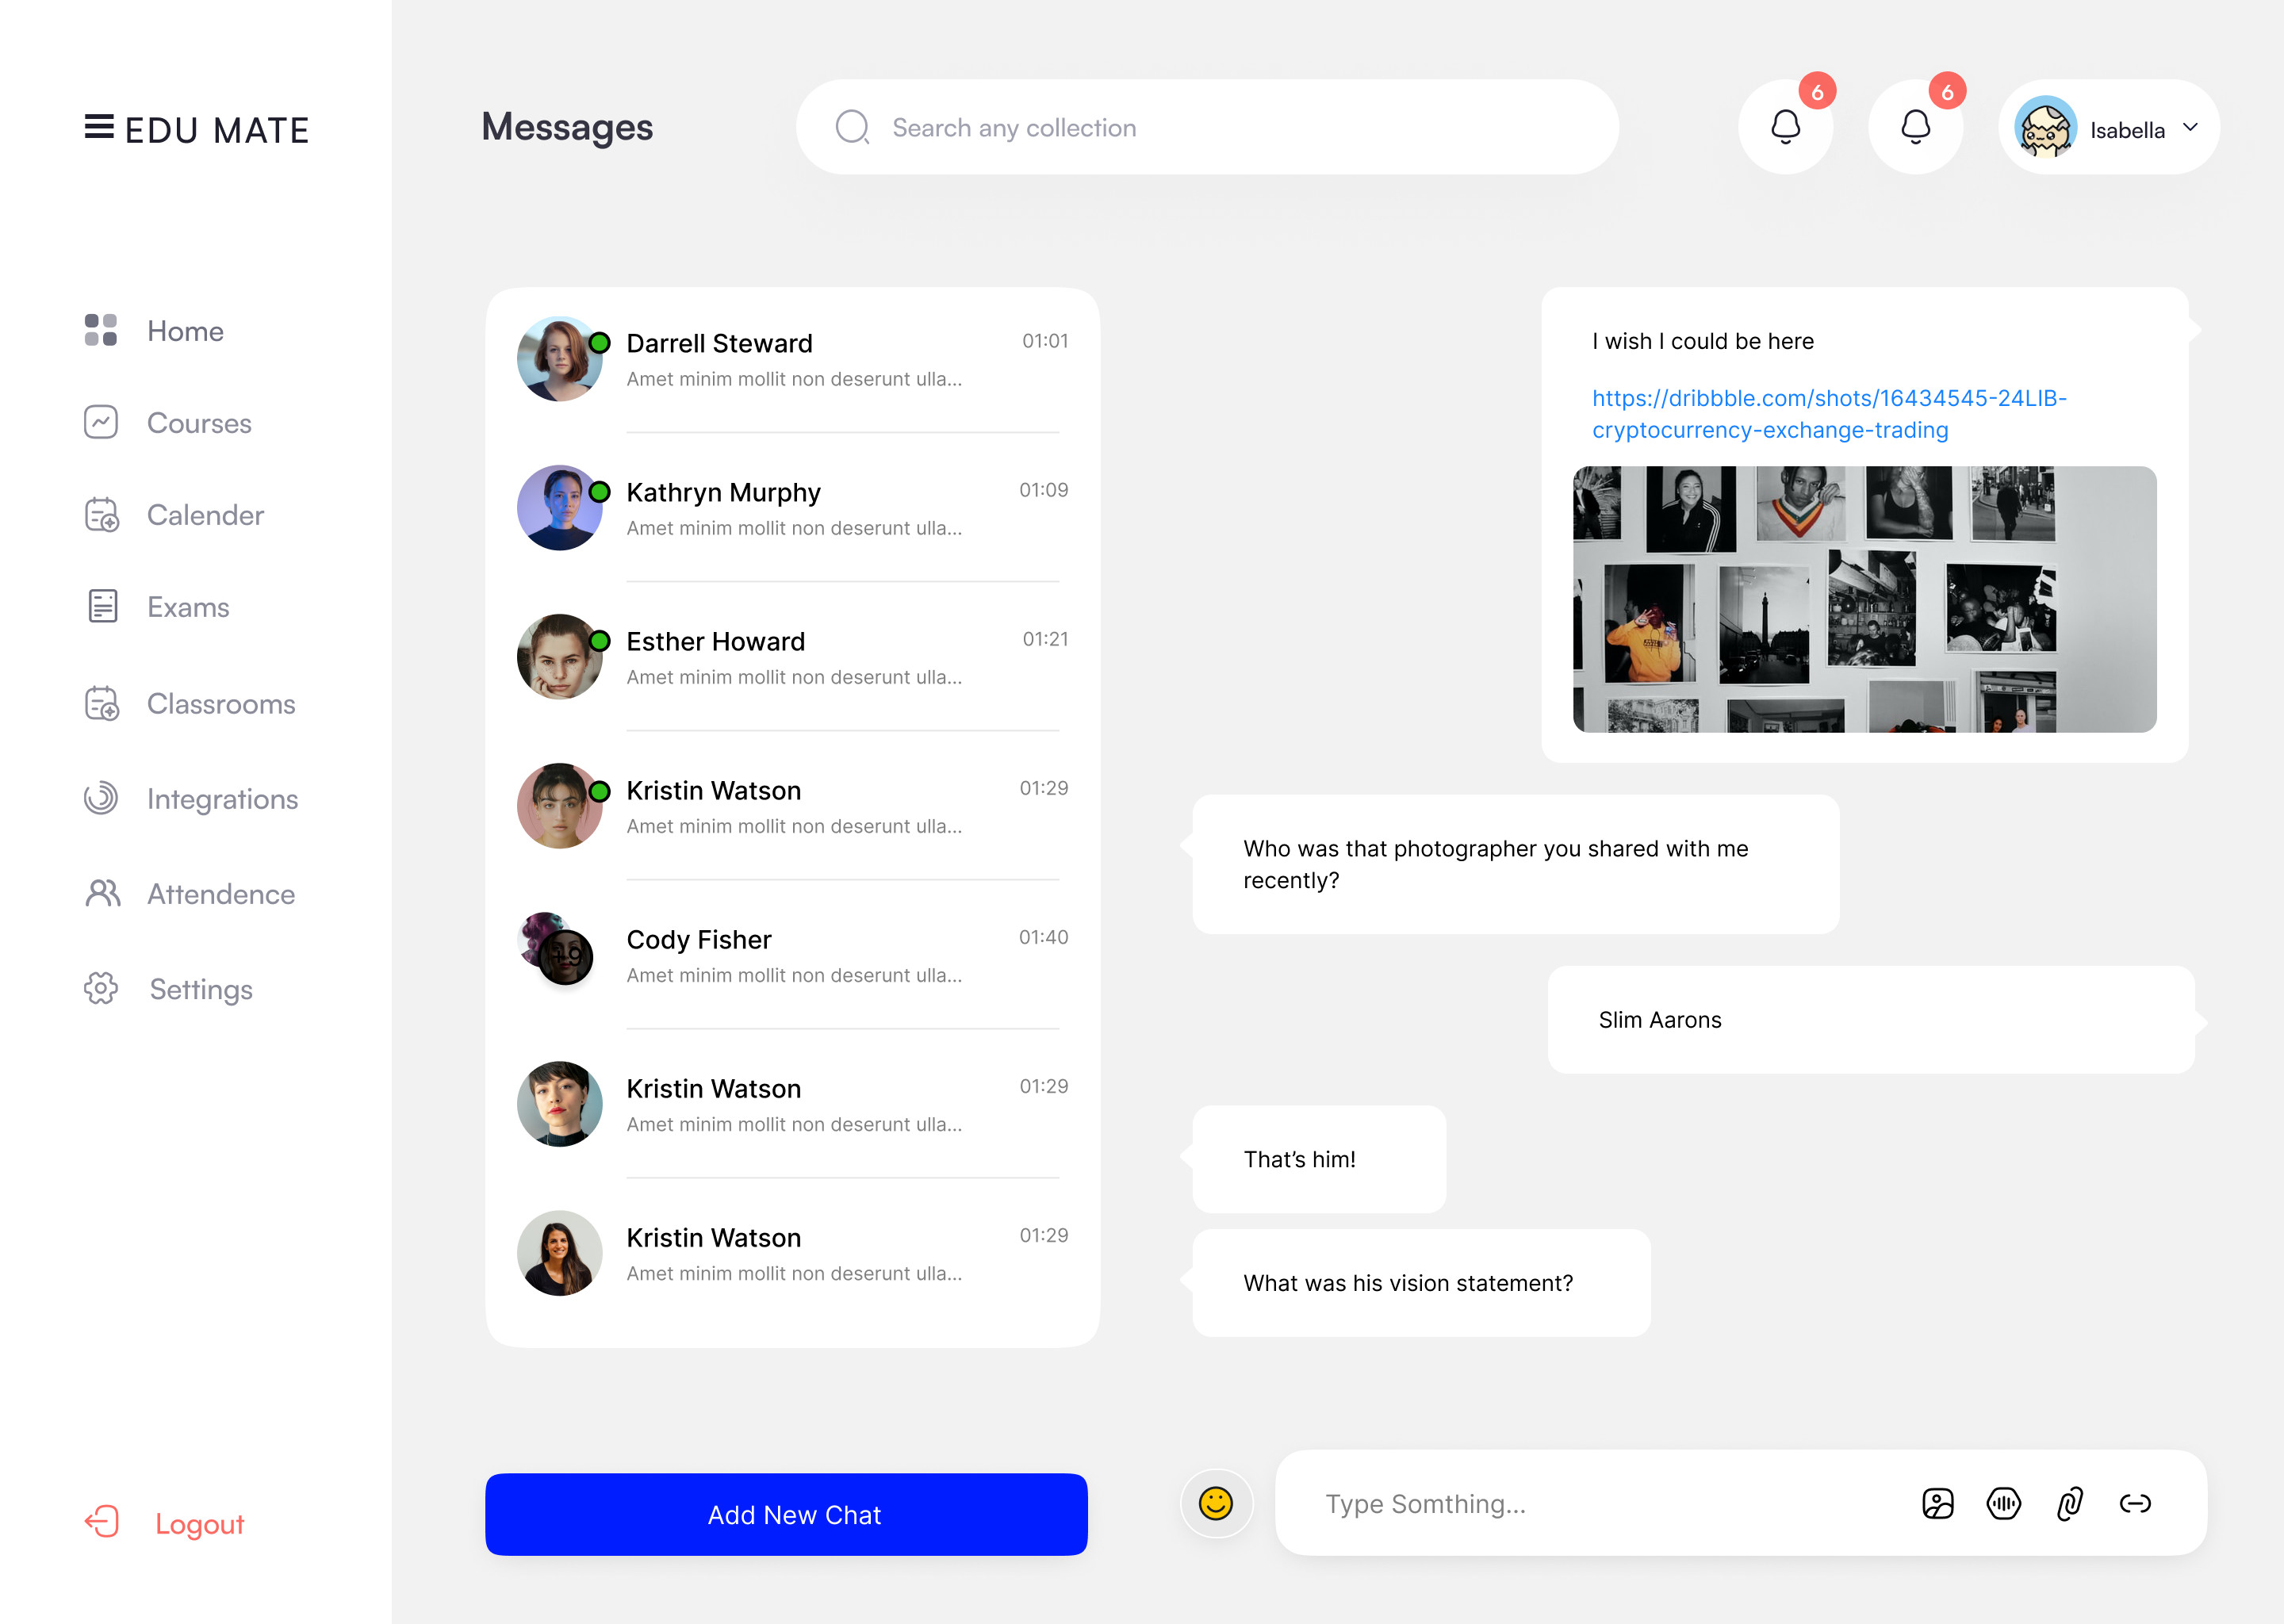 EDU MATE
Home
Courses
Calender
Exams
Classrooms
Integrations
Attendence
Settings
Logout
Messages
Search any collection
6
6
Isabella
Darrell Steward
01:01
Amet minim mollit non deserunt ulla...
Kathryn Murphy
01:09
Amet minim mollit non deserunt ulla...
Esther Howard
01:21
Amet minim mollit non deserunt ulla...
Kristin Watson
01:29
Amet minim mollit non deserunt ulla...
+9
Cody Fisher
01:40
Amet minim mollit non deserunt ulla...
Kristin Watson
01:29
Amet minim mollit non deserunt ulla...
Kristin Watson
01:29
Amet minim mollit non deserunt ulla...
Add New Chat
I wish I could be here
https://dribbble.com/shots/16434545-24LIB-
cryptocurrency-exchange-trading
Who was that photographer you shared with me
recently?
Slim Aarons
That’s him!
What was his vision statement?
Type Somthing...